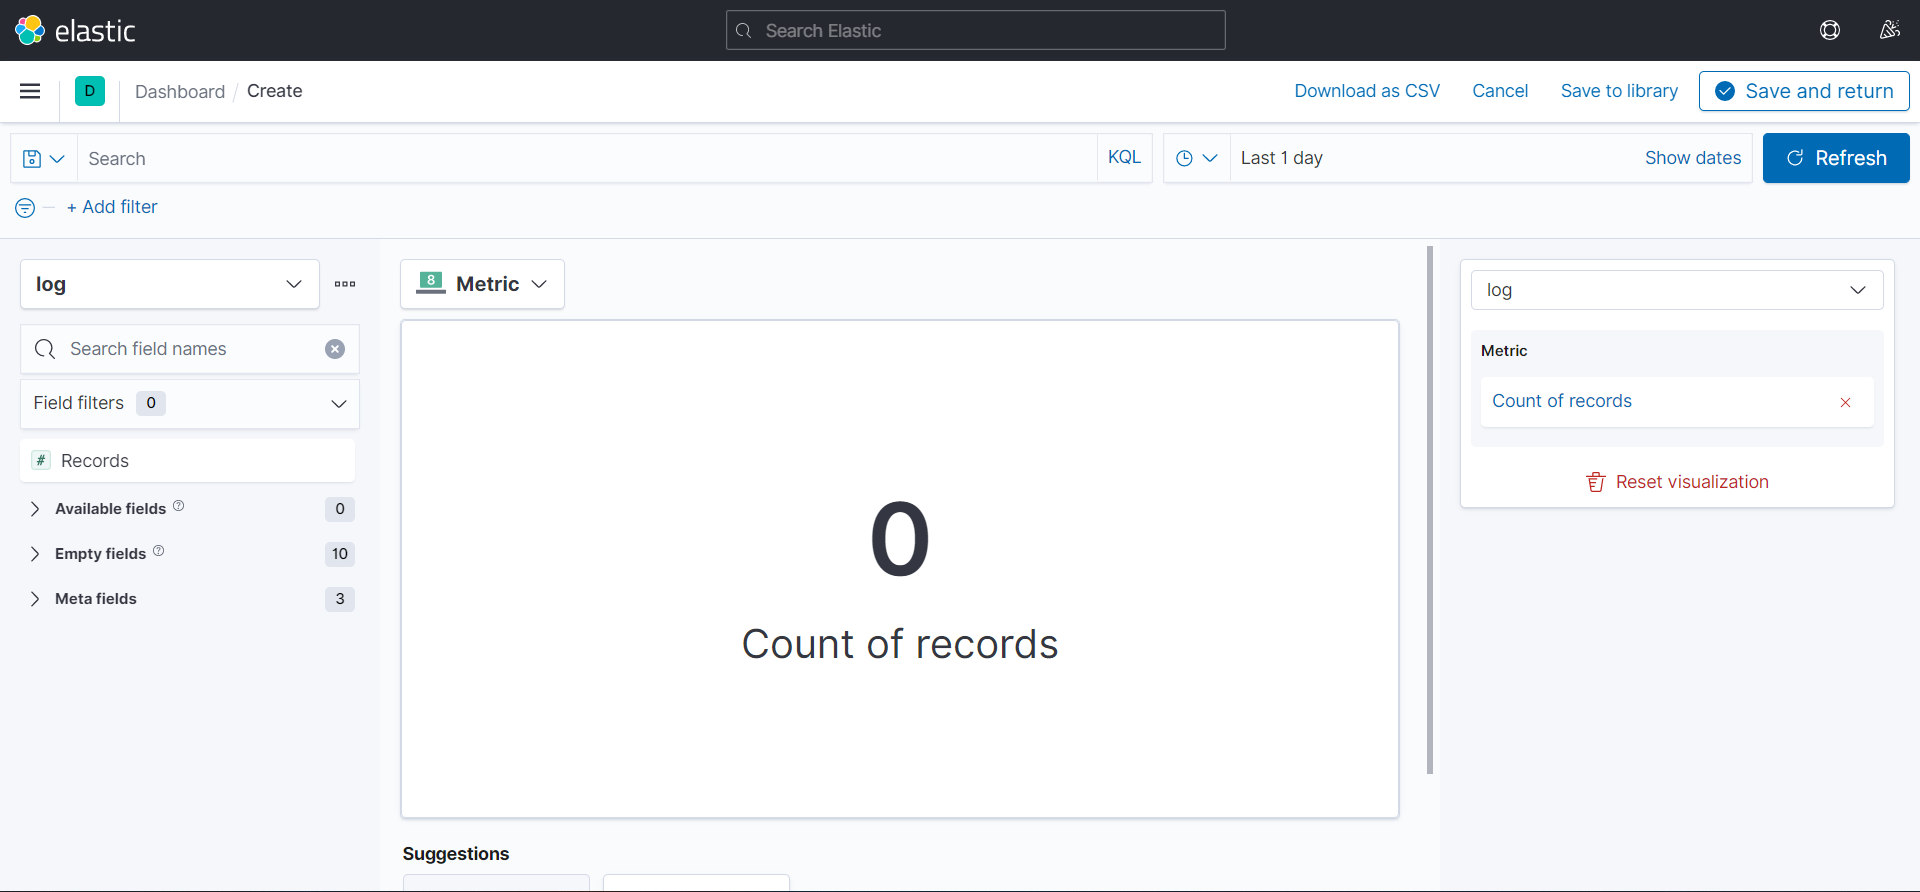 elastic
Search Elastic
D
Dashboard / Create
Download as CSV
Cancel
Save to library
Save and return
Search
KQL
Last 1 day
Show dates
Refresh
+ Add filter
log
Search field names
Field filters 0
# Records
Available fields ? 0
Empty fields ? 10
Meta fields 3
8 Metric
0
Count of records
Suggestions
log
Metric
Count of records
Reset visualization